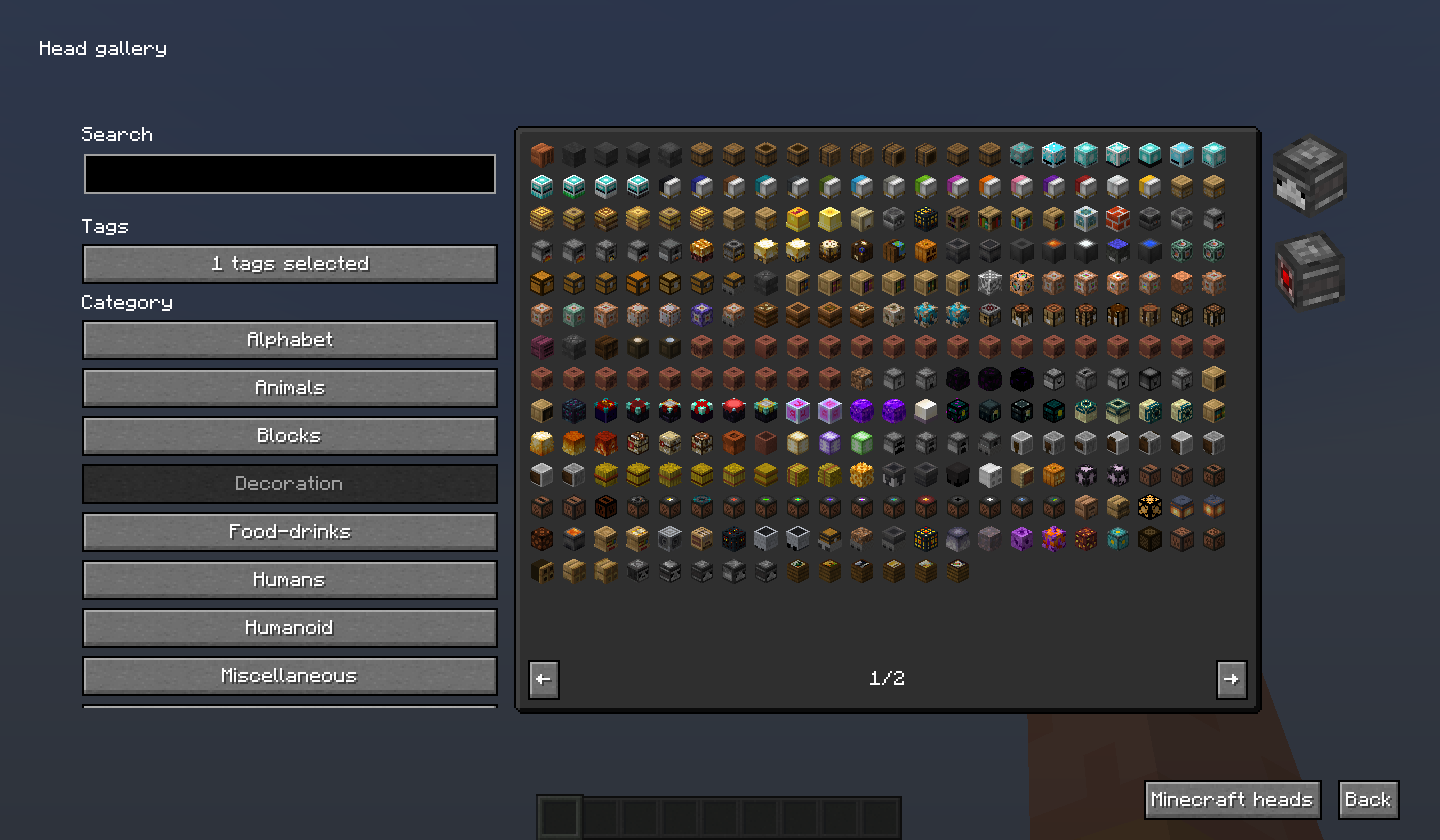 Head gallery
Search
Tags
1 tags selected
Category
Alphabet
Animals
Blocks
Decoration
Food-drinks
Humans
Humanoid
Miscellaneous
← 1/2 →
Minecraft heads
Back